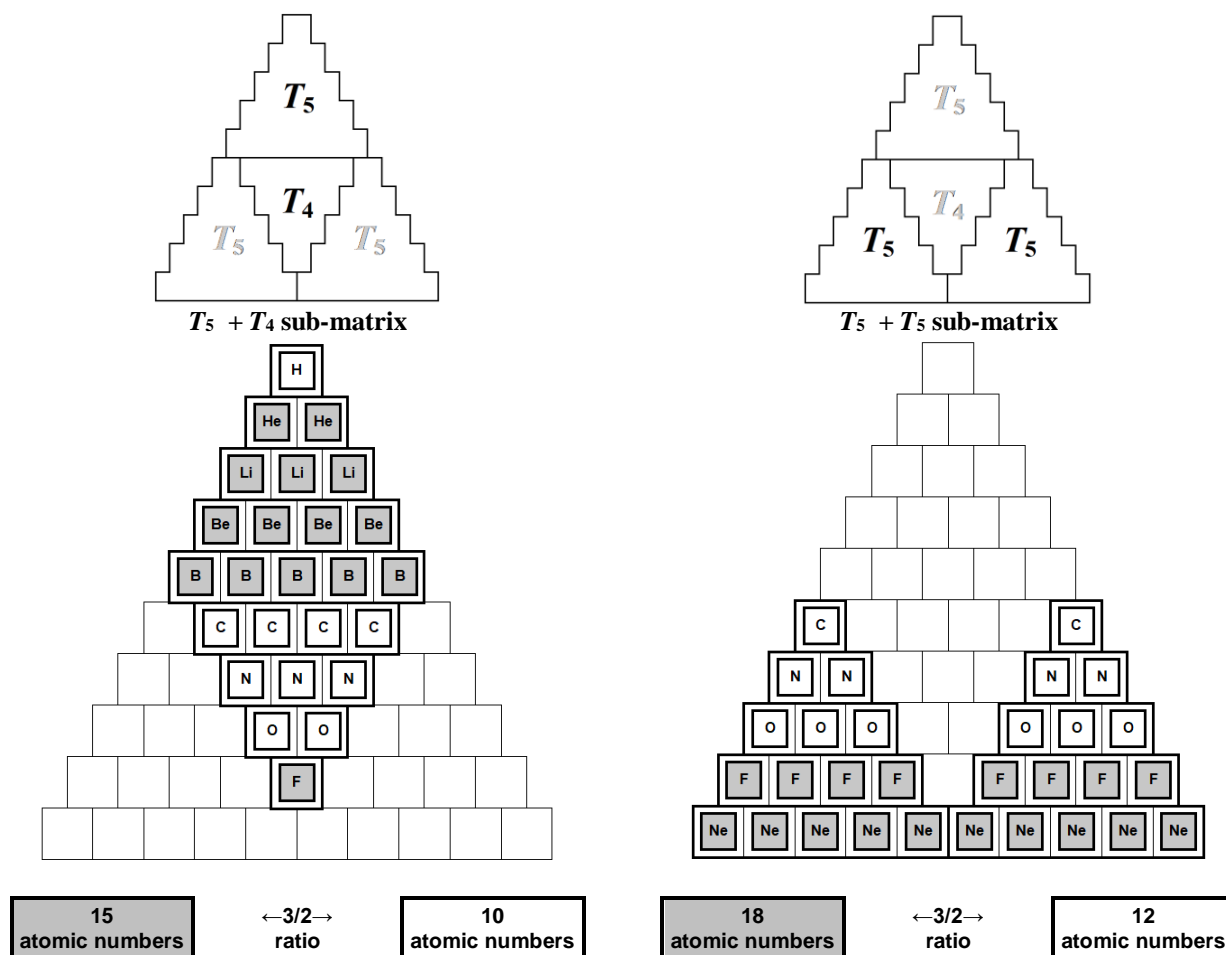 T5
T4
T5 T5
T5 + T4 sub-matrix
H
He He
Li Li Li
Be Be Be Be
B B B B B
C C C C
N N N
O O
F
15
atomic numbers
←3/2→
ratio
10
atomic numbers
T5
T4
T5 T5
T5 + T5 sub-matrix
C C
N N N N
O O O O O O
F F F F F F F F
Ne Ne Ne Ne Ne Ne Ne Ne Ne Ne
18
atomic numbers
←3/2→
ratio
12
atomic numbers